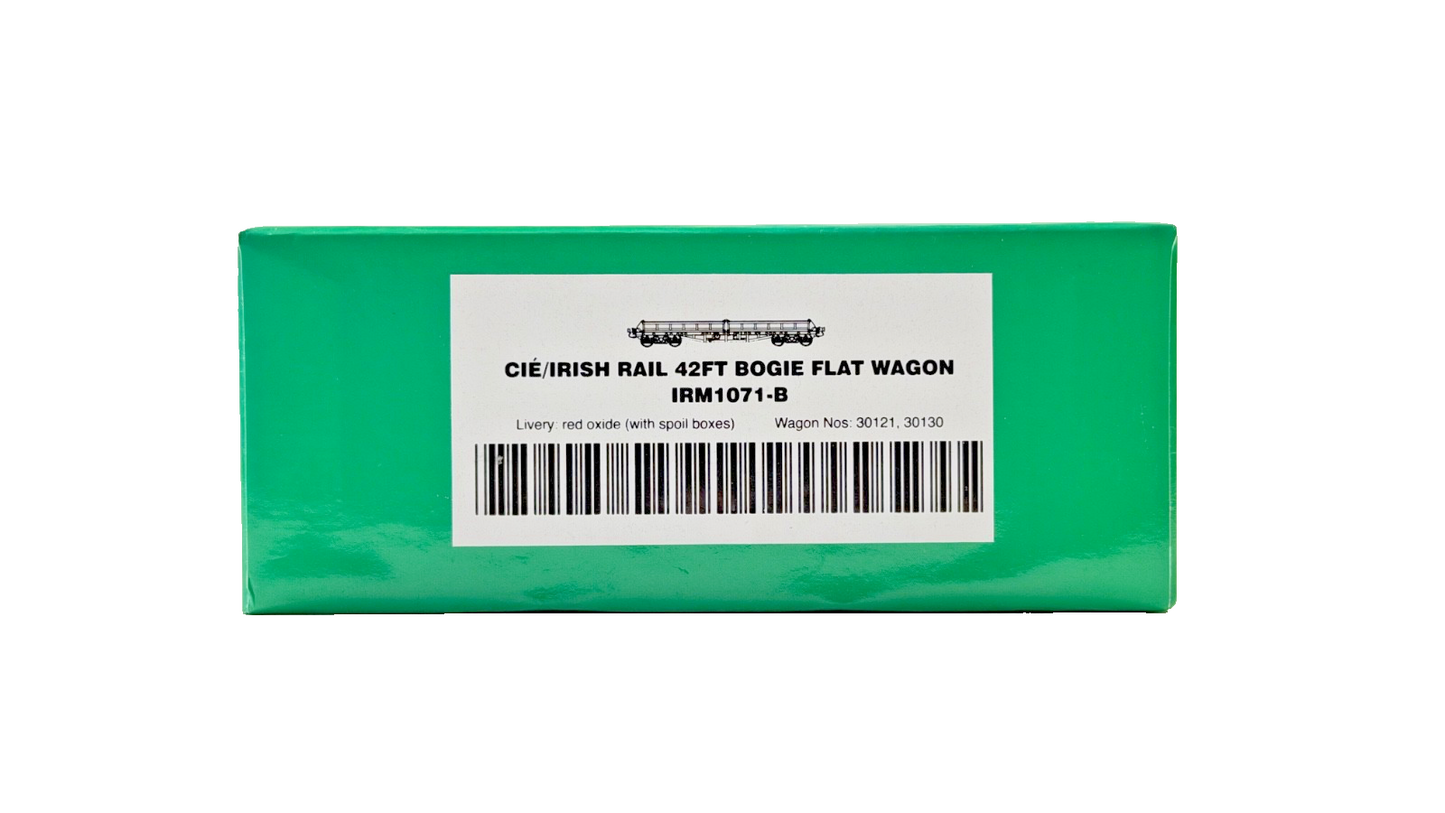 CIÉ/IRISH RAIL 42FT BOGIE FLAT WAGON
IRM1071-B
Livery: red oxide (with spoil boxes) Wagon Nos: 30121, 30130